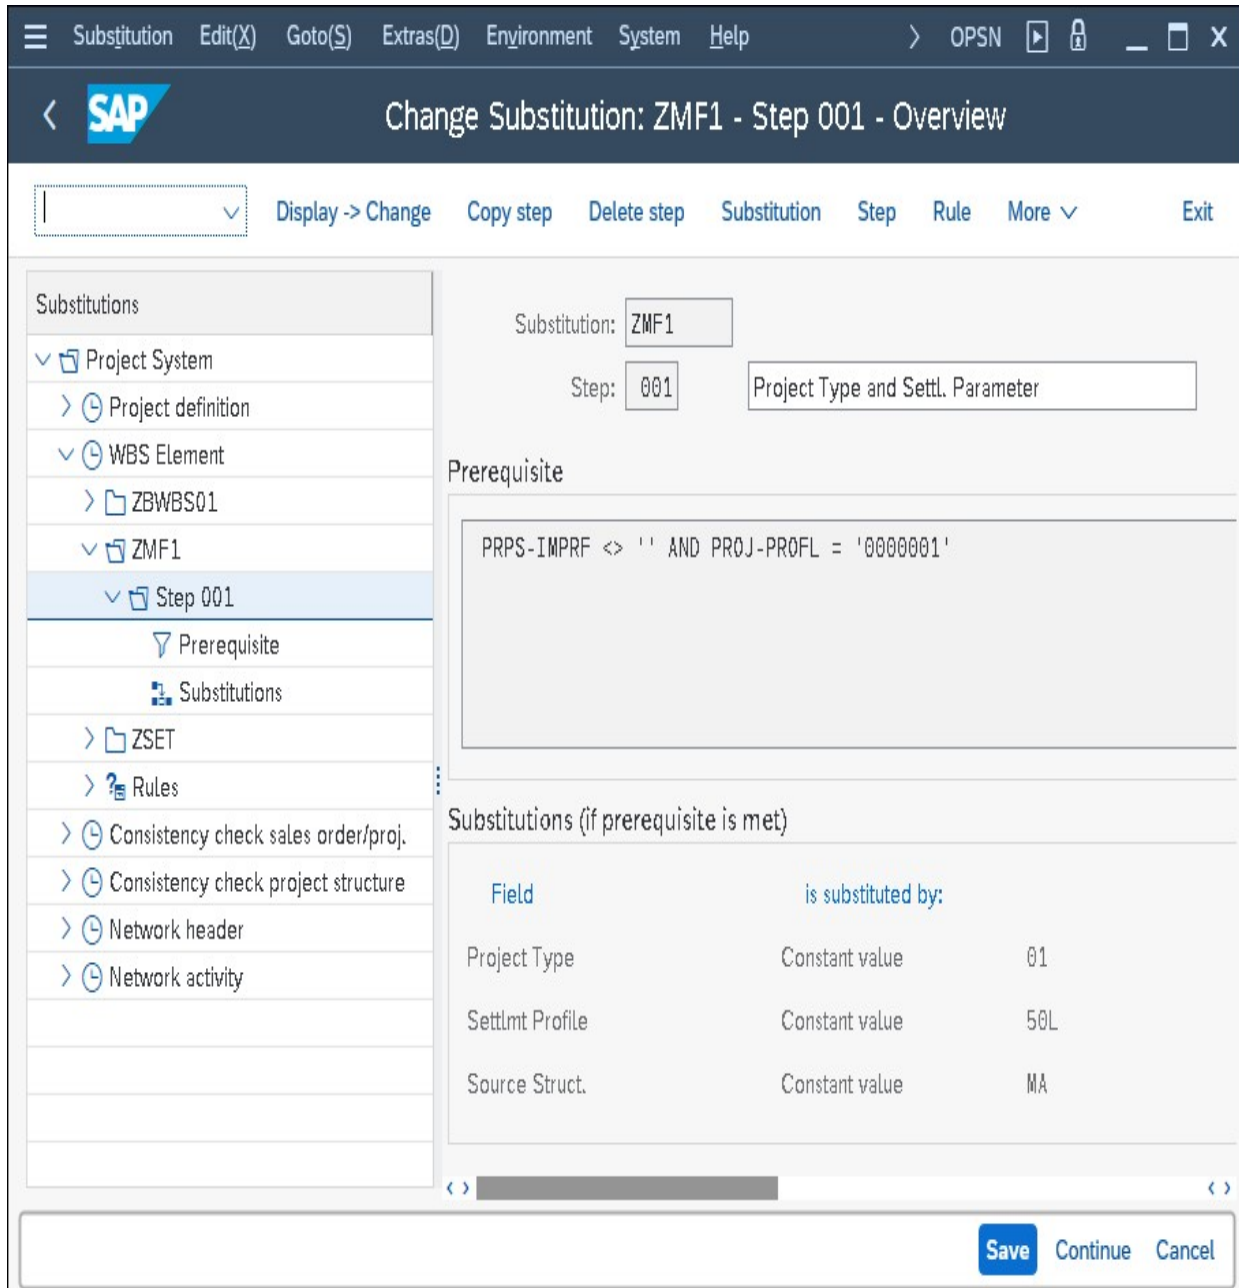 Substitution Edit(X) Goto(S) Extras(D) Environment System Help OPSN
SAP Change Substitution: ZMF1 - Step 001 - Overview
Display -> Change Copy step Delete step Substitution Step Rule More Exit
Substitutions
Project System
Project definition
WBS Element
ZBWBS01
ZMF1
Step 001
Prerequisite
Substitutions
ZSET
Rules
Consistency check sales order/proj.
Consistency check project structure
Network header
Network activity
Substitution: ZMF1
Step: 001 Project Type and Settl. Parameter
Prerequisite
PRPS-IMPRF <> '' AND PROJ-PROFL = '0000001'
Substitutions (if prerequisite is met)
Field is substituted by:
Project Type Constant value 01
Settlmt Profile Constant value 50L
Source Struct. Constant value MA
Save Continue Cancel